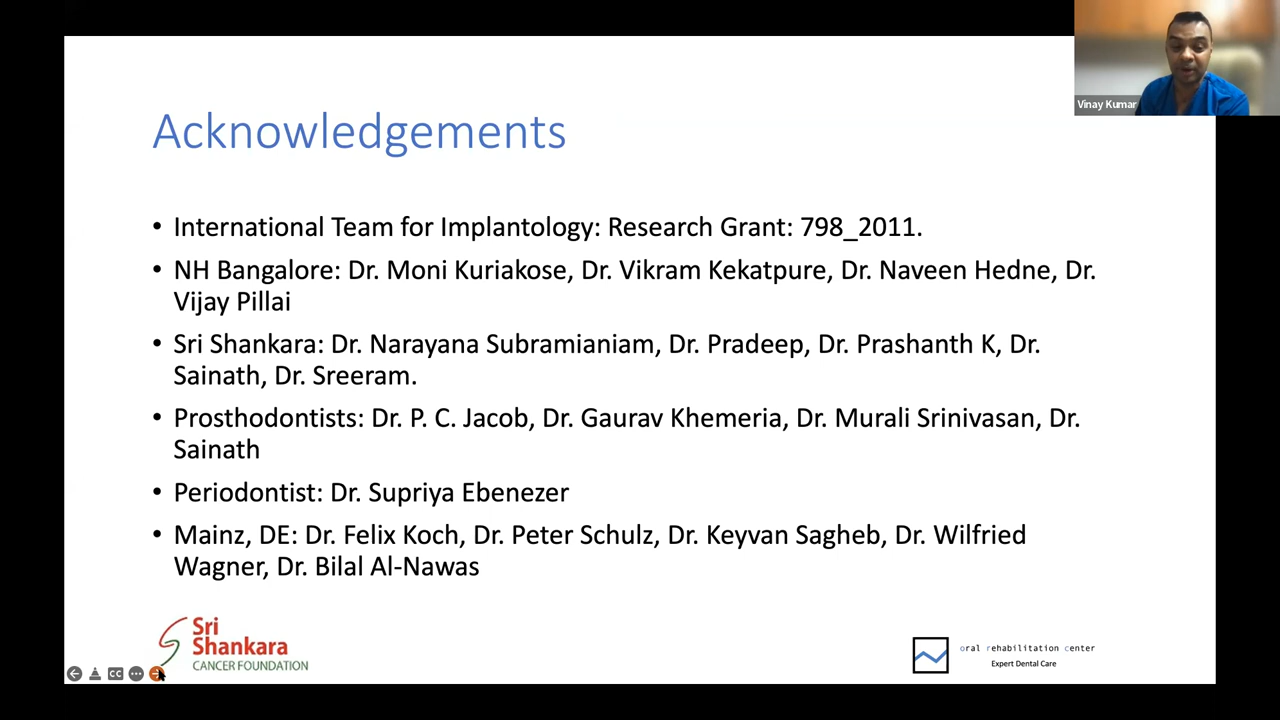 Vinay Kumar
Acknowledgements
• International Team for Implantology: Research Grant: 798_2011.
• NH Bangalore: Dr. Moni Kuriakose, Dr. Vikram Kekatpure, Dr. Naveen Hedne, Dr.
Vijay Pillai
• Sri Shankara: Dr. Narayana Subramianiam, Dr. Pradeep, Dr. Prashanth K, Dr.
Sainath, Dr. Sreeram.
• Prosthodontists: Dr. P. C. Jacob, Dr. Gaurav Khemeria, Dr. Murali Srinivasan, Dr.
Sainath
• Periodontist: Dr. Supriya Ebenezer
• Mainz, DE: Dr. Felix Koch, Dr. Peter Schulz, Dr. Keyvan Sagheb, Dr. Wilfried
Wagner, Dr. Bilal Al-Nawas
Sri
Shankara
CANCER FOUNDATION
CC
oral rehabilitation center
Expert Dental Care